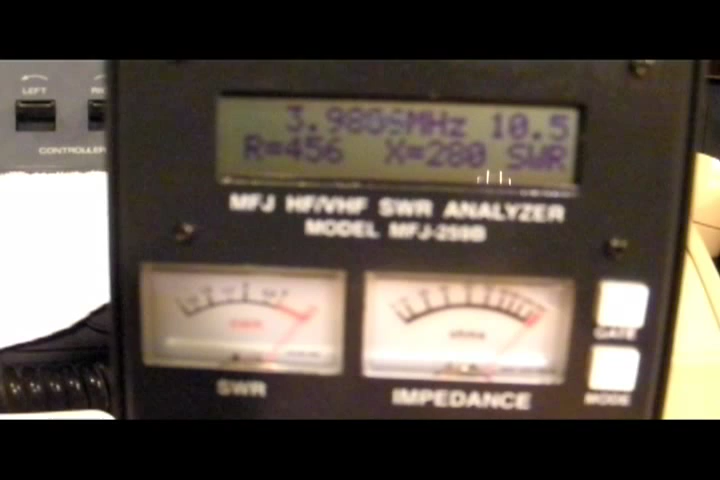 LEFT
CONTROLLER
3.9806MHz 10.5
R=456 X=280 SWR
MFJ HF/VHF SWR ANALYZER
MODEL MFJ-259B
SWR
IMPEDANCE
GATE
MODE